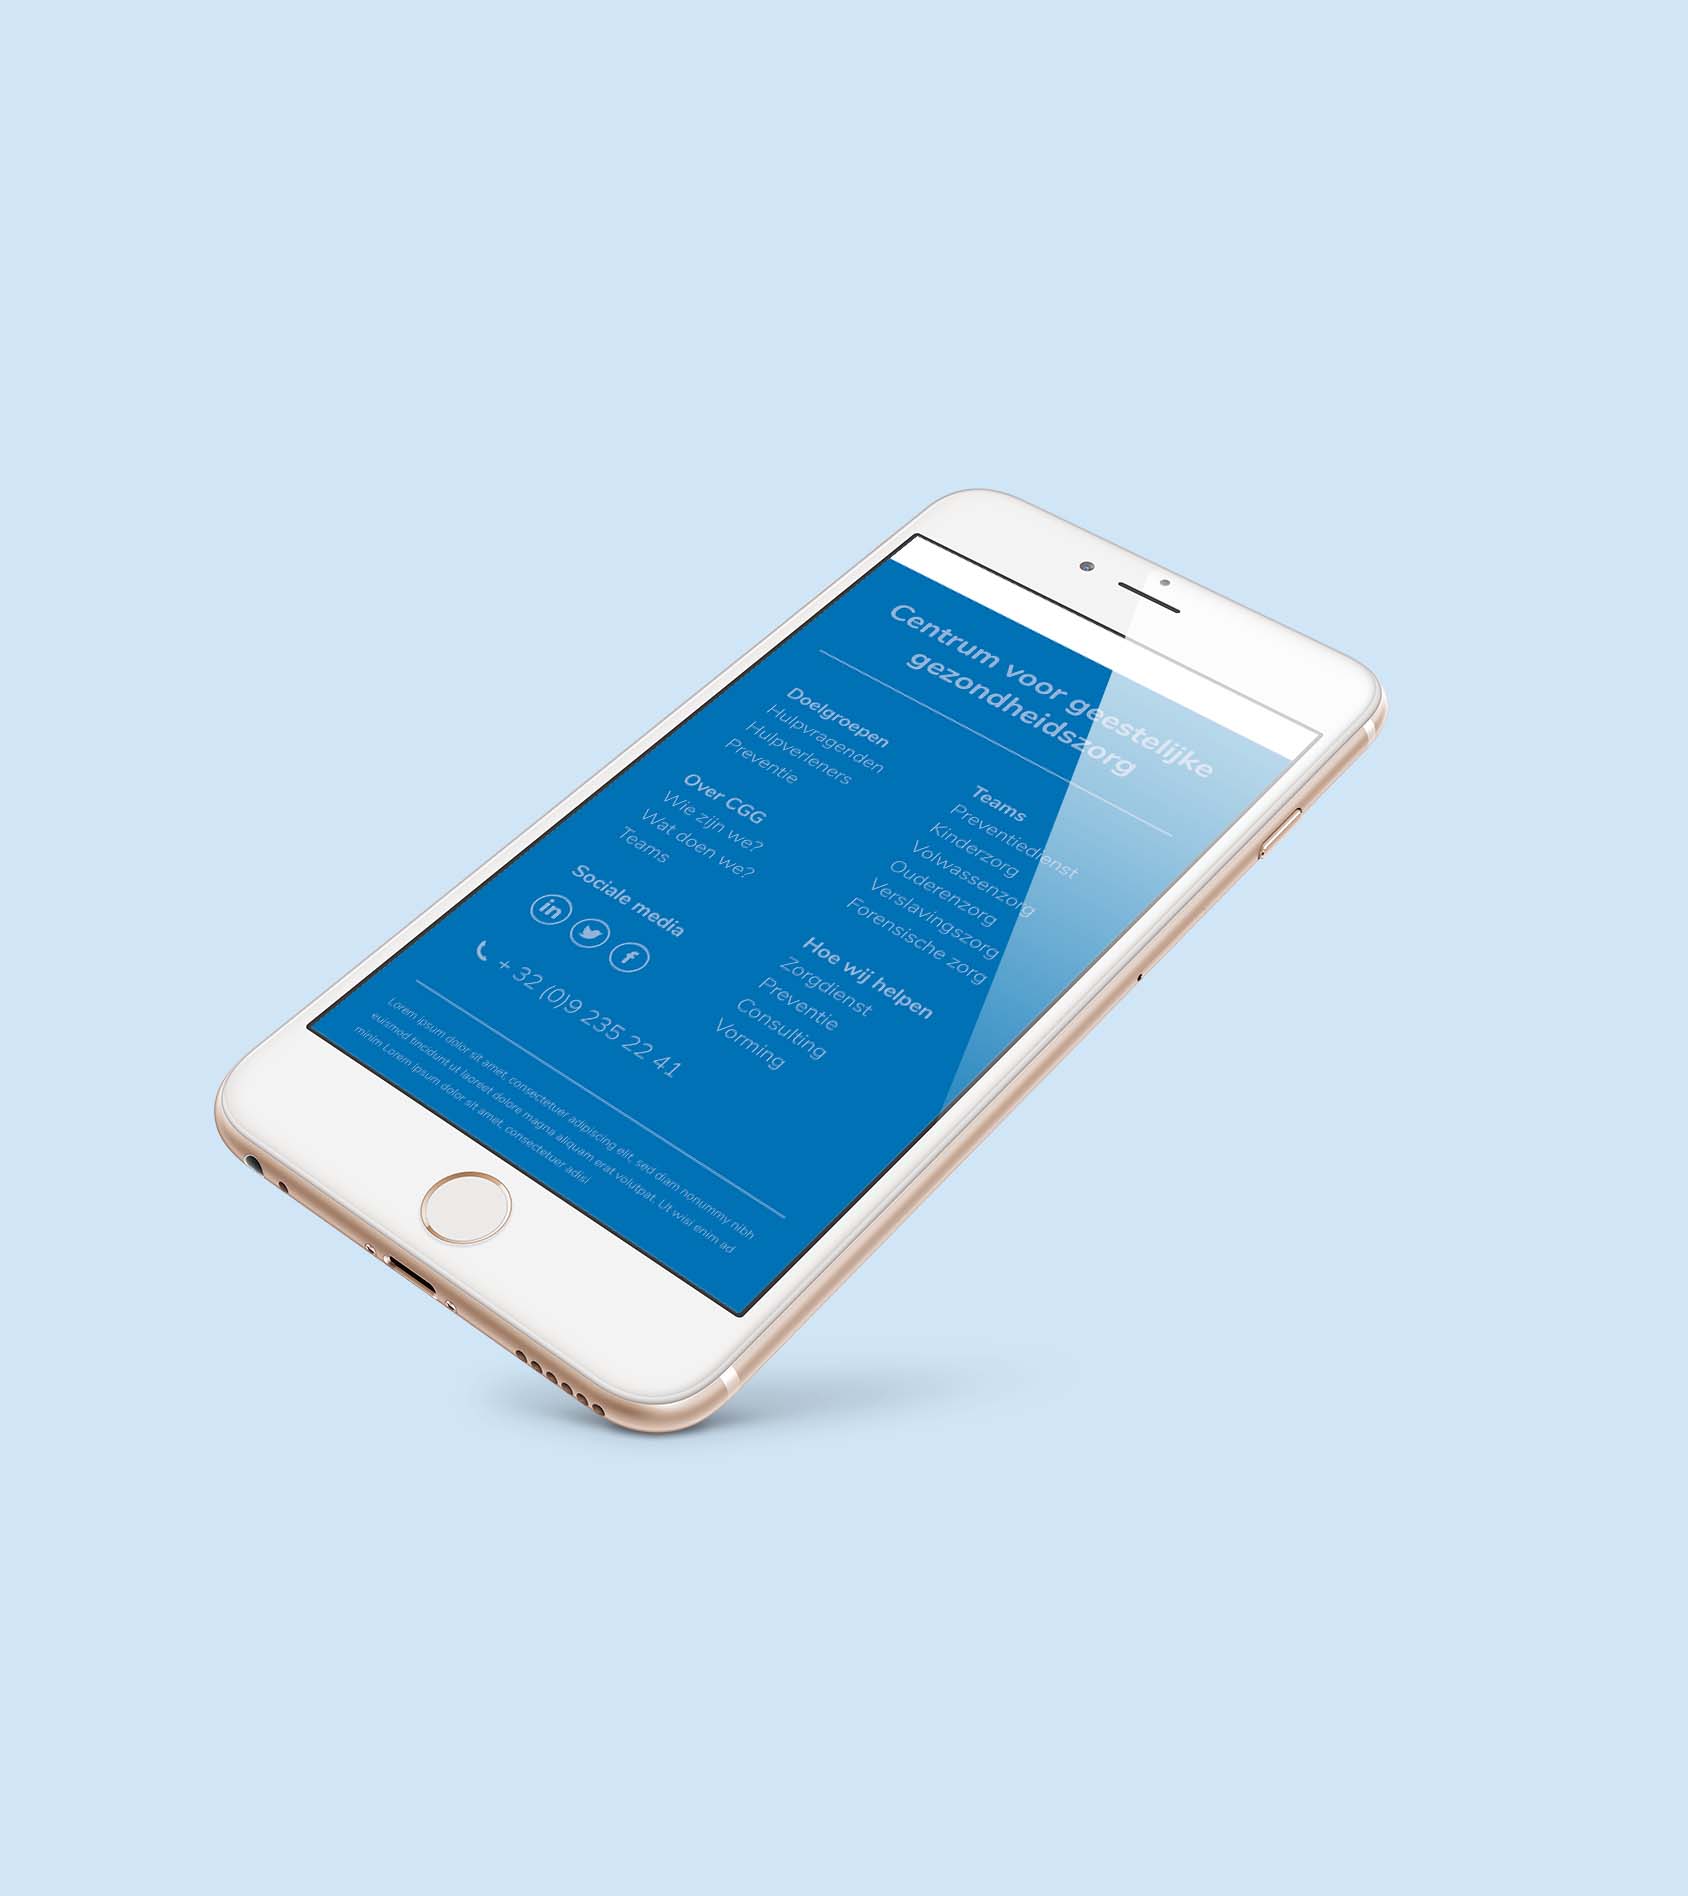 Centrum voor geestelijke
gezondheidszorg
Doelgroepen
Hulpvragenden
Hulpverleners
Preventie
Over CGG
Wie zijn we?
Wat doen we?
Teams
Sociale media
in
f
+ 32 (0)9 235 22 41
Teams
Preventiedienst
Kinderzorg
Volwassenzorg
Ouderenzorg
Verslavingszorg
Forensische zorg
Hoe wij helpen
Zorgdienst
Preventie
Consulting
Vorming
Lorem ipsum dolor sit amet, consectetuer adipiscing elit, sed diam nonummy nibh
euismod tincidunt ut laoreet dolore magna aliquam erat volutpat. Ut wisi enim ad
minim Lorem ipsum dolor sit amet, consectetuer adisl